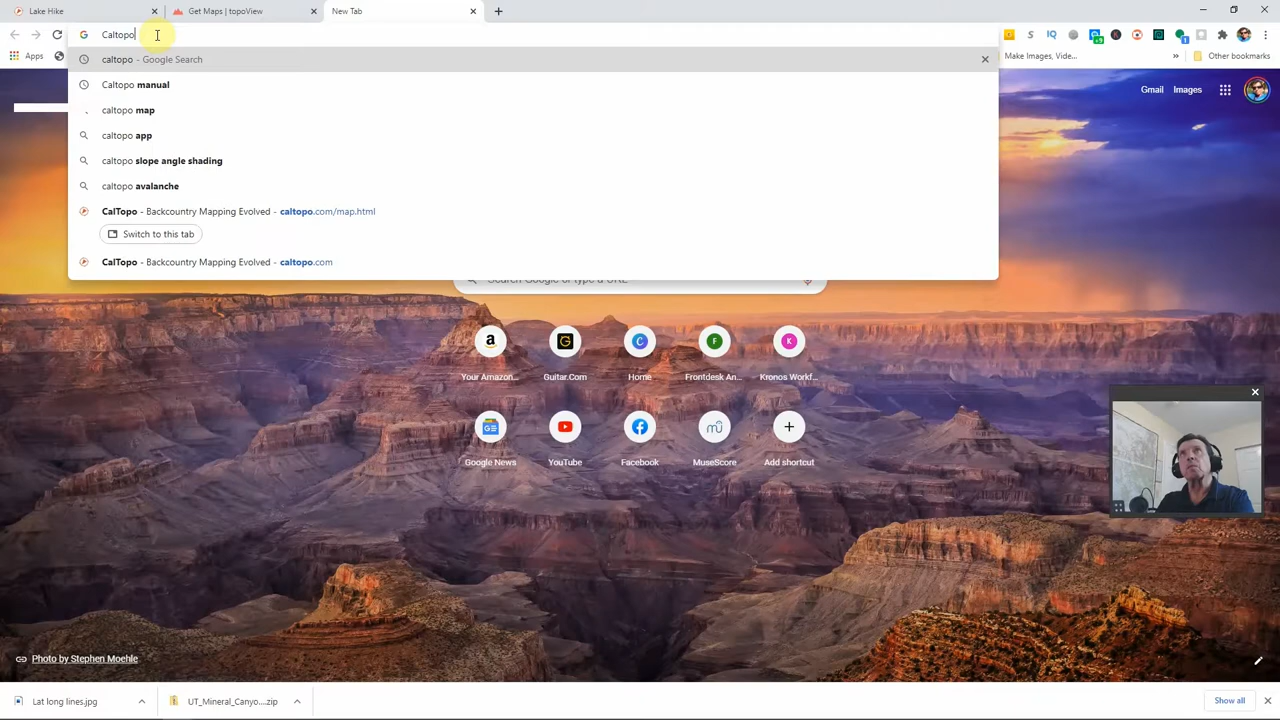 Lake Hike
Get Maps | topoView
New Tab
Caltopo
caltopo - Google Search
Caltopo manual
caltopo map
caltopo app
caltopo slope angle shading
caltopo avalanche
CalTopo - Backcountry Mapping Evolved - caltopo.com/map.html
Switch to this tab
CalTopo - Backcountry Mapping Evolved - caltopo.com
Apps
Make Images, Vide...
Other bookmarks
Gmail
Images
Search Google or type a URL
Your Amazon...
Guitar.Com
Home
Frontdesk An...
Kronos Workf...
Google News
YouTube
Facebook
MuseScore
Add shortcut
Photo by Stephen Moehle
Lat long lines.jpg
UT_Mineral_Canyo....zip
Show all